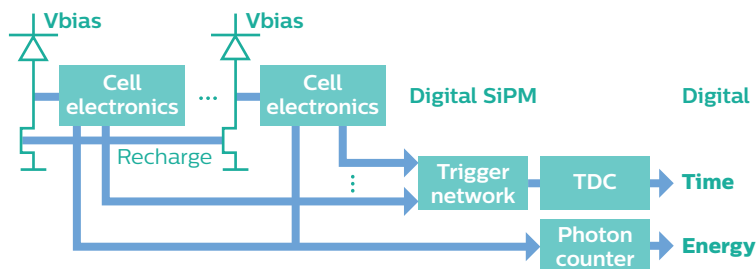 Vbias
Vbias
Cell
electronics
...
Cell
electronics
Digital SiPM
Digital
Recharge
...
Trigger
network
TDC
Time
Photon
counter
Energy